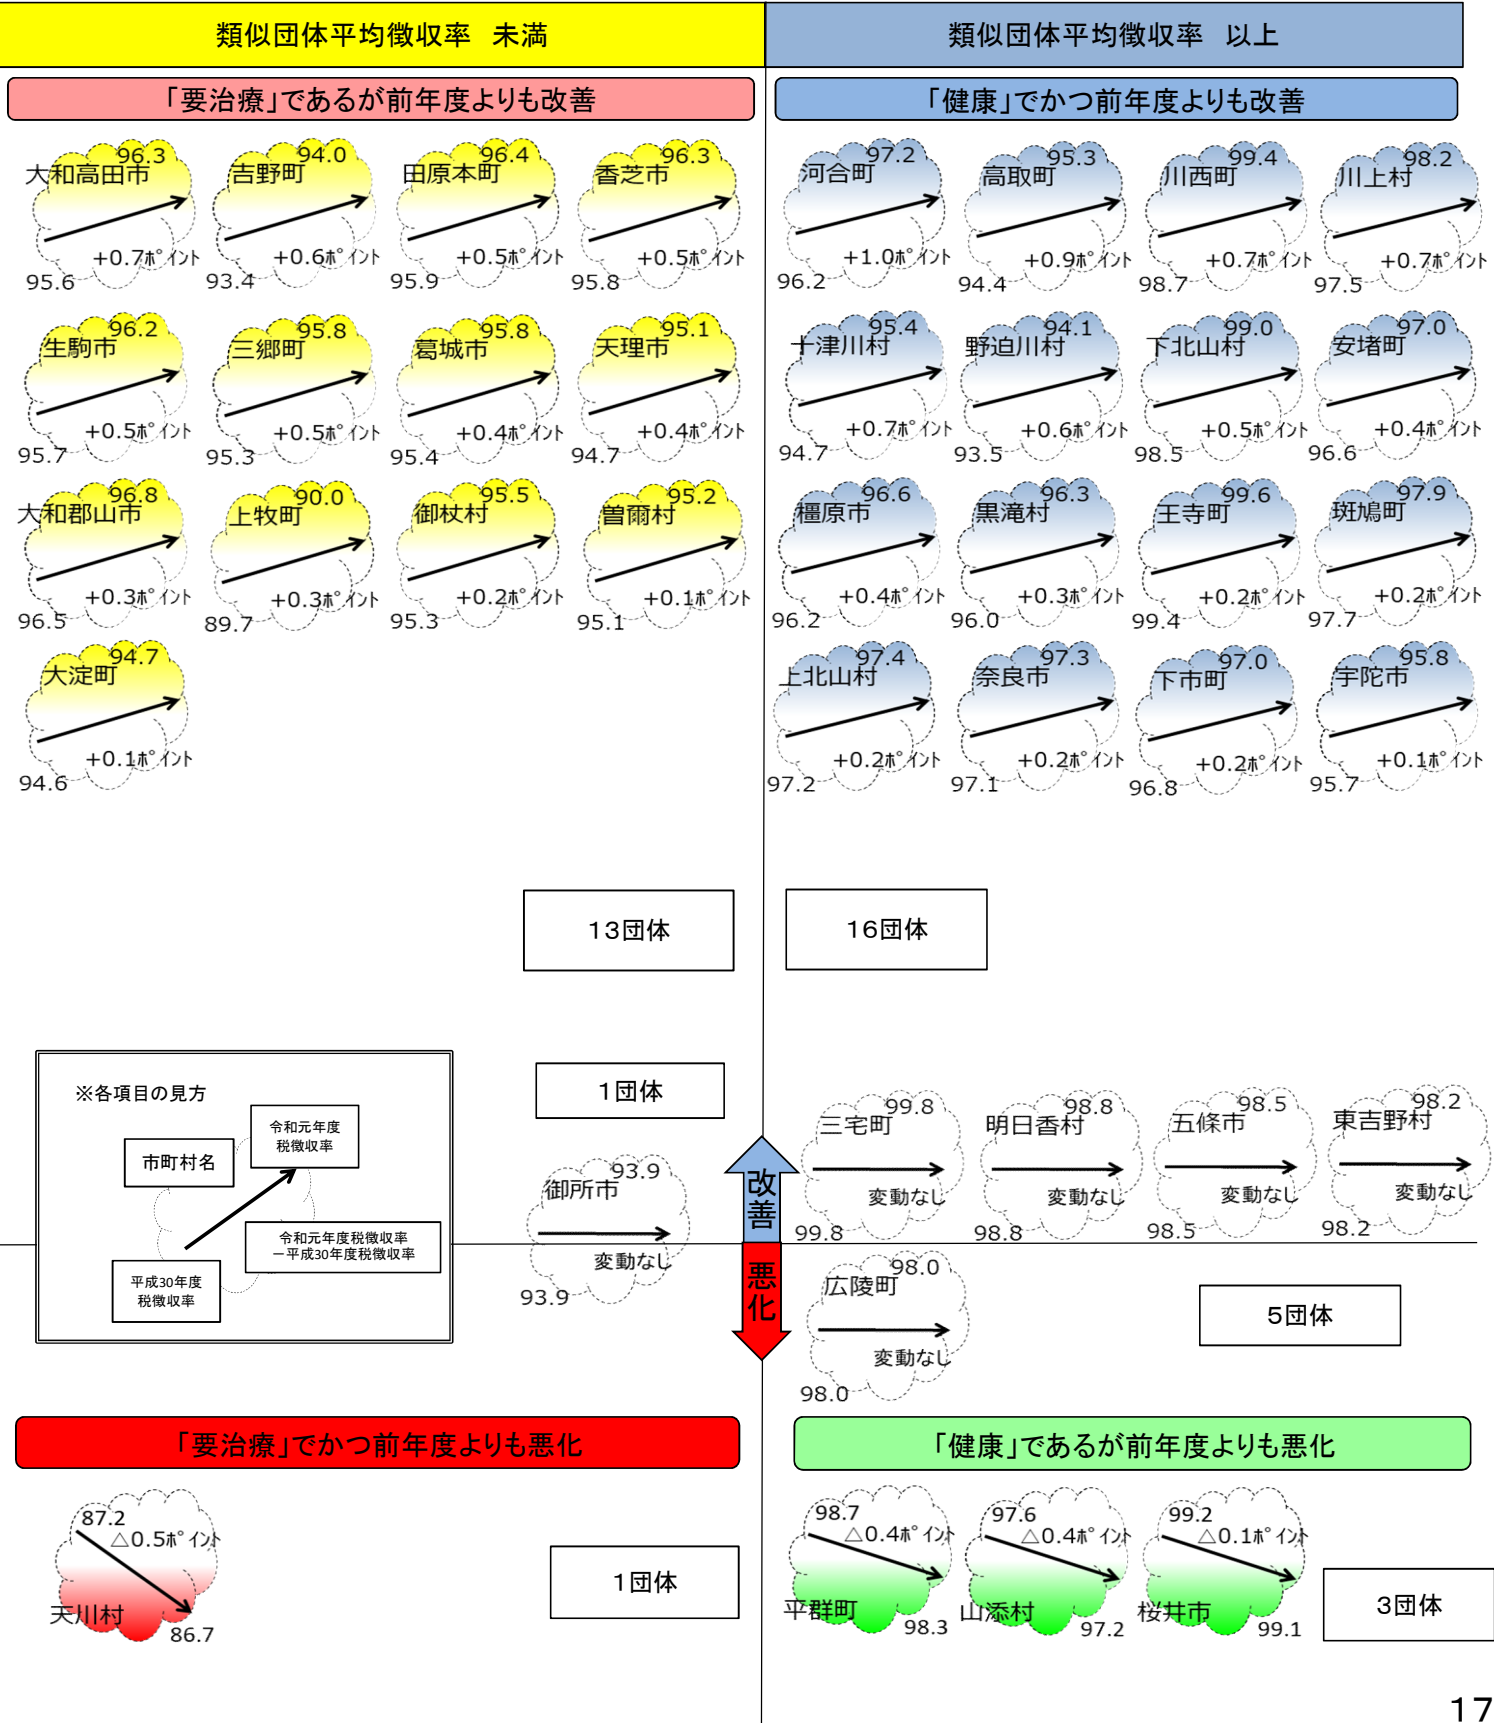 類似団体平均徴収率　未満
類似団体平均徴収率　以上
「要治療」であるが前年度よりも改善
「健康」でかつ前年度よりも改善
大和高田市
96.3
+0.7ポイント
95.6
吉野町
94.0
+0.6ポイント
93.4
田原本町
96.4
+0.5ポイント
95.9
香芝市
96.3
+0.5ポイント
95.8
河合町
97.2
+1.0ポイント
96.2
高取町
95.3
+0.9ポイント
94.4
川西町
99.4
+0.7ポイント
98.7
川上村
98.2
+0.7ポイント
97.5
生駒市
96.2
+0.5ポイント
95.7
三郷町
95.8
+0.5ポイント
95.3
葛城市
95.8
+0.4ポイント
95.4
天理市
95.1
+0.4ポイント
94.7
十津川村
95.4
+0.7ポイント
94.7
野迫川村
94.1
+0.6ポイント
93.5
下北山村
99.0
+0.5ポイント
98.5
安堵町
97.0
+0.4ポイント
96.6
大和郡山市
96.8
+0.3ポイント
96.5
上牧町
90.0
+0.3ポイント
89.7
御杖村
95.5
+0.2ポイント
95.3
曽爾村
95.2
+0.1ポイント
95.1
橿原市
96.6
+0.4ポイント
96.2
黒滝村
96.3
+0.3ポイント
96.0
王寺町
99.6
+0.2ポイント
99.4
斑鳩町
97.9
+0.2ポイント
97.7
大淀町
94.7
+0.1ポイント
94.6
上北山村
97.4
+0.2ポイント
97.2
奈良市
97.3
+0.2ポイント
97.1
下市町
97.0
+0.2ポイント
96.8
宇陀市
95.8
+0.1ポイント
95.7
13団体
16団体
※各項目の見方
令和元年度
税徴収率
市町村名
令和元年度税徴収率
－平成30年度税徴収率
平成30年度
税徴収率
1団体
御所市
93.9
変動なし
93.9
改善
悪化
三宅町
99.8
変動なし
99.8
明日香村
98.8
変動なし
98.8
五條市
98.5
変動なし
98.5
東吉野村
98.2
変動なし
98.2
広陵町
98.0
変動なし
98.0
5団体
「要治療」でかつ前年度よりも悪化
「健康」であるが前年度よりも悪化
87.2
△0.5ポイント
天川村
86.7
1団体
98.7
△0.4ポイント
平群町
98.3
97.6
△0.4ポイント
山添村
97.2
99.2
△0.1ポイント
桜井市
99.1
3団体
17